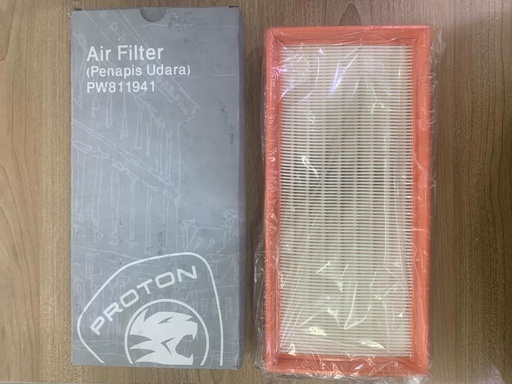 Air Filter
(Penapis Udara)
PW811941
PROTON